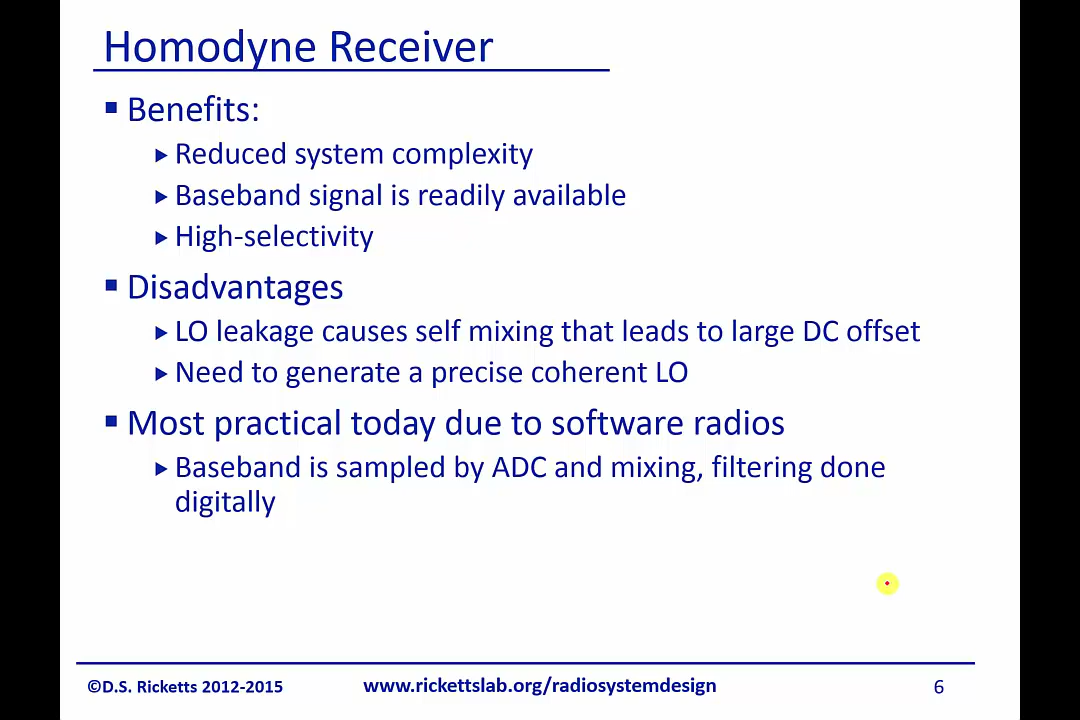 Homodyne Receiver
Benefits:
Reduced system complexity
Baseband signal is readily available
High-selectivity
Disadvantages
LO leakage causes self mixing that leads to large DC offset
Need to generate a precise coherent LO
Most practical today due to software radios
Baseband is sampled by ADC and mixing, filtering done
digitally
©D.S. Ricketts 2012-2015
www.rickettslab.org/radiosystemdesign
6